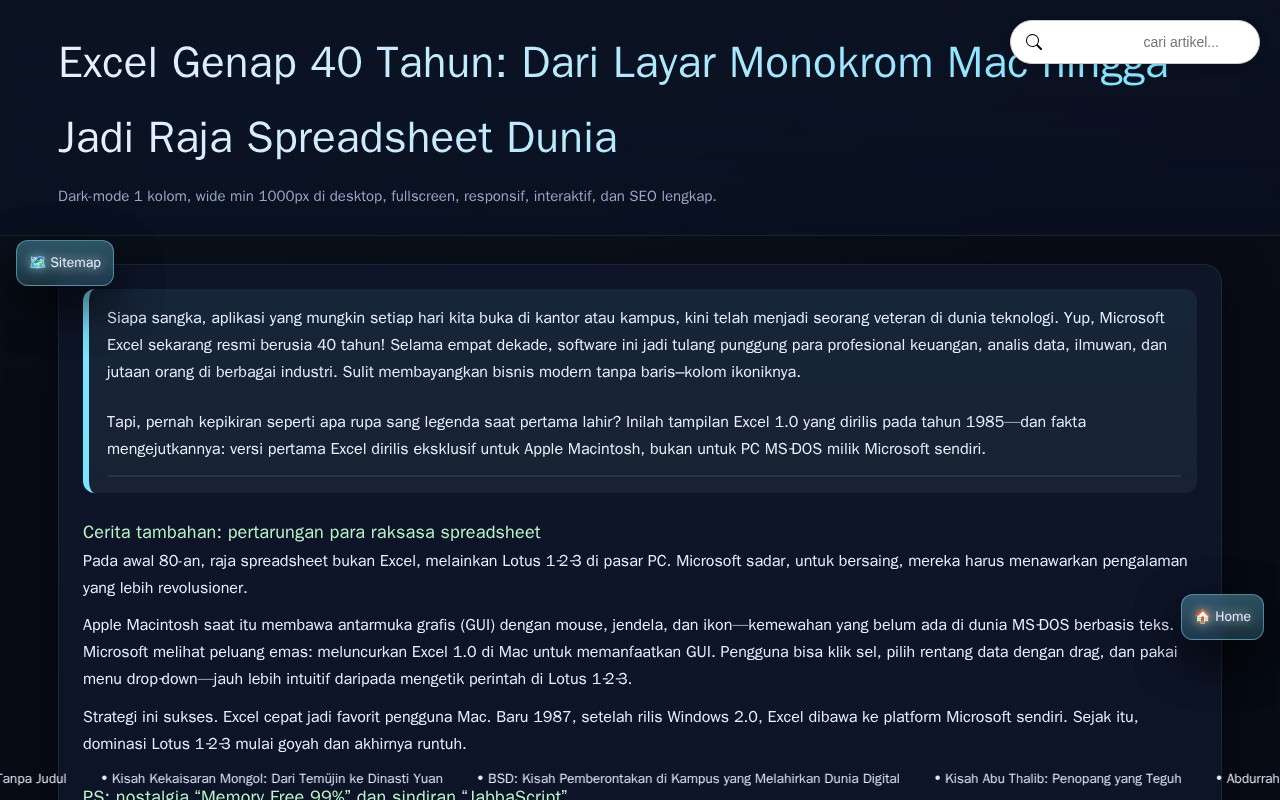 Excel Genap 40 Tahun: Dari Layar Monokrom Mac hingga
Jadi Raja Spreadsheet Dunia
cari artikel...
Dark-mode 1 kolom, wide min 1000px di desktop, fullscreen, responsif, interaktif, dan SEO lengkap.
🗺️ Sitemap
Siapa sangka, aplikasi yang mungkin setiap hari kita buka di kantor atau kampus, kini telah menjadi seorang veteran di dunia teknologi. Yup, Microsoft
Excel sekarang resmi berusia 40 tahun! Selama empat dekade, software ini jadi tulang punggung para profesional keuangan, analis data, ilmuwan, dan
jutaan orang di berbagai industri. Sulit membayangkan bisnis modern tanpa baris–kolom ikoniknya.
Tapi, pernah kepikiran seperti apa rupa sang legenda saat pertama lahir? Inilah tampilan Excel 1.0 yang dirilis pada tahun 1985—dan fakta
mengejutkannya: versi pertama Excel dirilis eksklusif untuk Apple Macintosh, bukan untuk PC MS-DOS milik Microsoft sendiri.
Cerita tambahan: pertarungan para raksasa spreadsheet
Pada awal 80-an, raja spreadsheet bukan Excel, melainkan Lotus 1-2-3 di pasar PC. Microsoft sadar, untuk bersaing, mereka harus menawarkan pengalaman
yang lebih revolusioner.
🏠 Home
Apple Macintosh saat itu membawa antarmuka grafis (GUI) dengan mouse, jendela, dan ikon—kemewahan yang belum ada di dunia MS-DOS berbasis teks.
Microsoft melihat peluang emas: meluncurkan Excel 1.0 di Mac untuk memanfaatkan GUI. Pengguna bisa klik sel, pilih rentang data dengan drag, dan pakai
menu drop-down—jauh lebih intuitif daripada mengetik perintah di Lotus 1-2-3.
Strategi ini sukses. Excel cepat jadi favorit pengguna Mac. Baru 1987, setelah rilis Windows 2.0, Excel dibawa ke platform Microsoft sendiri. Sejak itu,
dominasi Lotus 1-2-3 mulai goyah dan akhirnya runtuh.
Tanpa Judul • Kisah Kekaisaran Mongol: Dari Temüjin ke Dinasti Yuan • BSD: Kisah Pemberontakan di Kampus yang Melahirkan Dunia Digital • Kisah Abu Thalib: Penopang yang Teguh • Abdurrah
PS: nostalgia “Memory Free 99%” dan sindiran “JabbaScript”